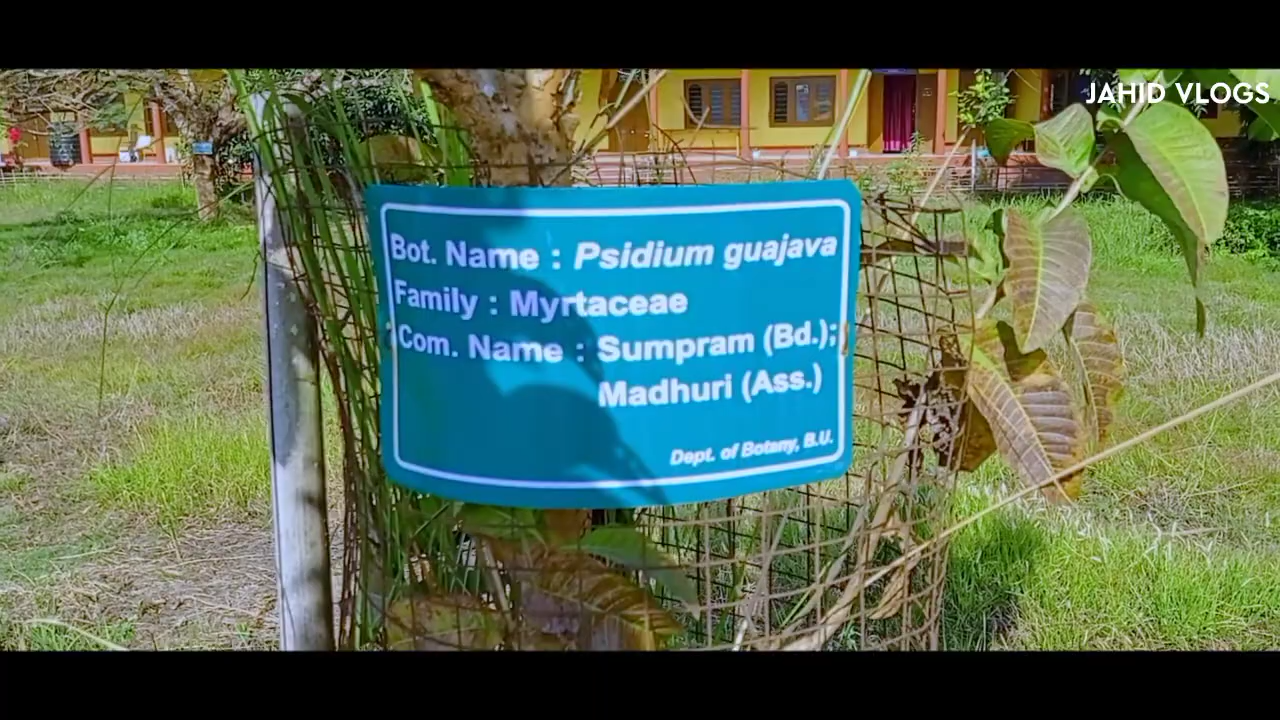 JAHID VLOGS
Bot. Name : Psidium guajava
Family : Myrtaceae
Com. Name : Sumpram (Bd.);
Madhuri (Ass.)
Dept. of Botany, B.U.